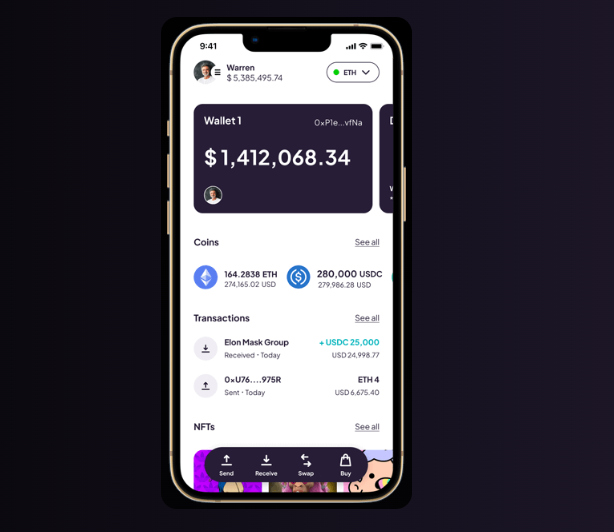 9:41
Warren
$ 5,385,495.74
ETH
Wallet 1
0xP1e...vfNa
$ 1,412,068.34
Coins
See all
164.2838 ETH
274,165.02 USD
280,000 USDC
279,986.28 USD
Transactions
See all
Elon Mask Group
+ USDC 25,000
Received • Today
USD 24,998.77
0xU76....975R
ETH 4
Sent • Today
USD 6,675.40
NFTs
See all
Send
Receive
Swap
Buy